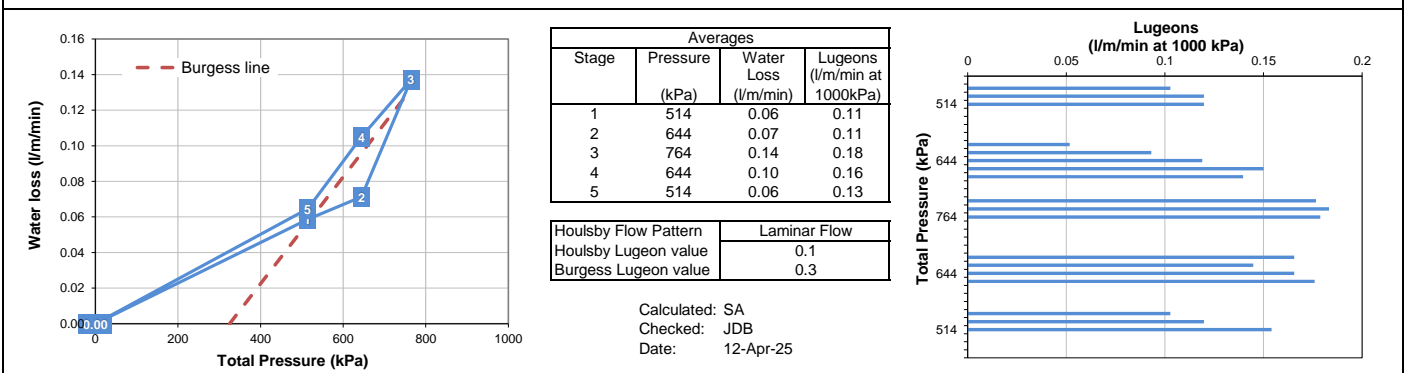 0.16
0.14
0.12
0.10
0.08
0.06
0.04
0.02
0.00
Water loss (l/m/min)
Burgess line
3
4
2
5
1
0.00
0 200 400 600 800 1000
Total Pressure (kPa)
Averages
Stage Pressure Water Lugeons
Loss (l/m/min at
(kPa) (l/m/min) 1000kPa)
1 514 0.06 0.11
2 644 0.07 0.11
3 764 0.14 0.18
4 644 0.10 0.16
5 514 0.06 0.13
Houlsby Flow Pattern Laminar Flow
Houlsby Lugeon value 0.1
Burgess Lugeon value 0.3
Calculated: SA
Checked: JDB
Date: 12-Apr-25
Lugeons
(l/m/min at 1000 kPa)
0 0.05 0.1 0.15 0.2
Total Pressure (kPa)
514
644
764
644
514